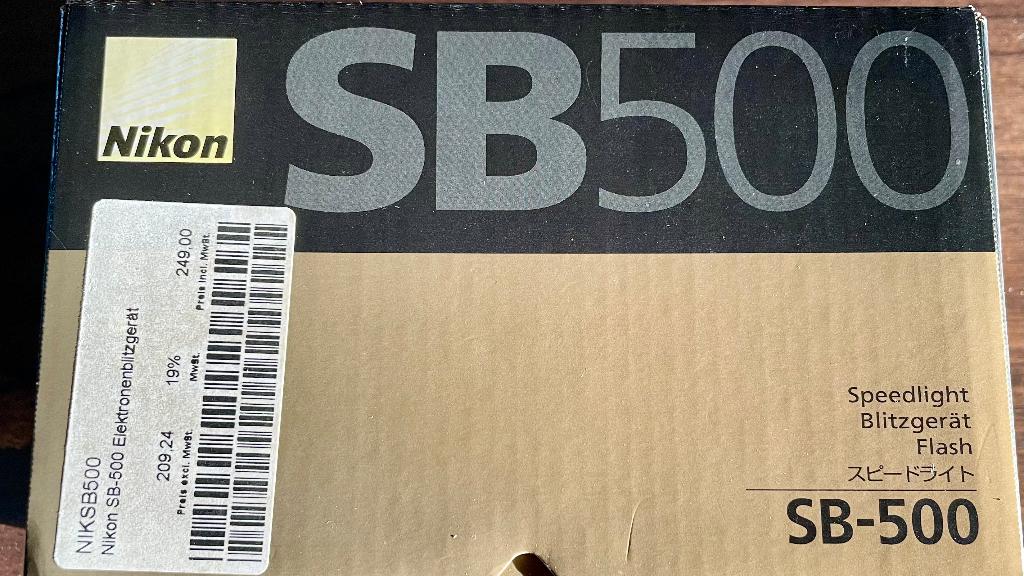 Nikon
SB500
NIKSB500
Nikon SB-500 Elektronenblitzgerät
209.24 19% 249.00
Preis excl. MwSt. MwSt. Preis incl. MwSt.
Speedlight
Blitzgerät
Flash
スピードライト
SB-500